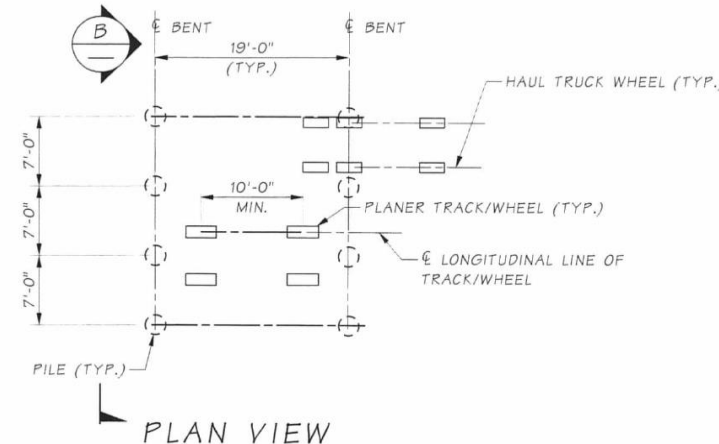 B
℄ BENT
℄ BENT
19'-0"
(TYP.)
HAUL TRUCK WHEEL (TYP.)
7'-0"
7'-0"
7'-0"
10'-0"
MIN.
PLANER TRACK/WHEEL (TYP.)
℄ LONGITUDINAL LINE OF
TRACK/WHEEL
PILE (TYP.)
PLAN VIEW